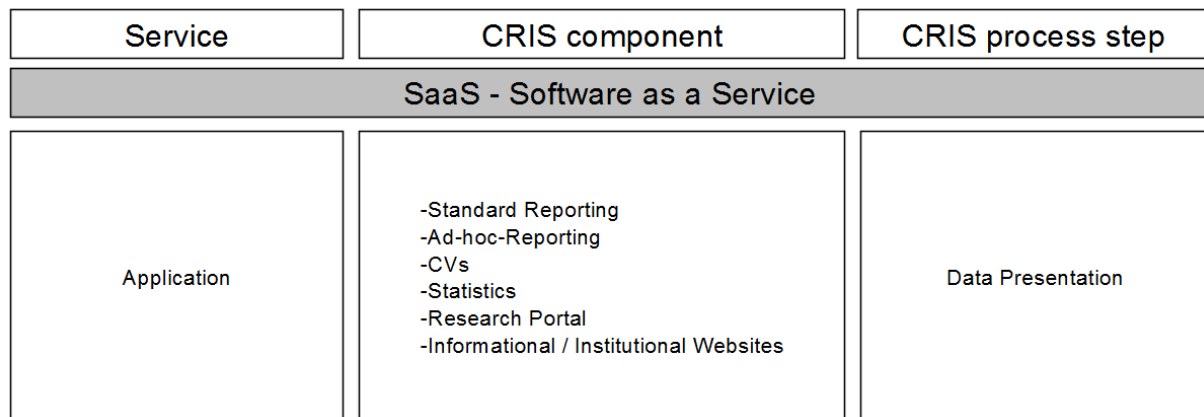 Service
CRIS component
CRIS process step
SaaS - Software as a Service
Application
-Standard Reporting
-Ad-hoc-Reporting
-CVs
-Statistics
-Research Portal
-Informational / Institutional Websites
Data Presentation